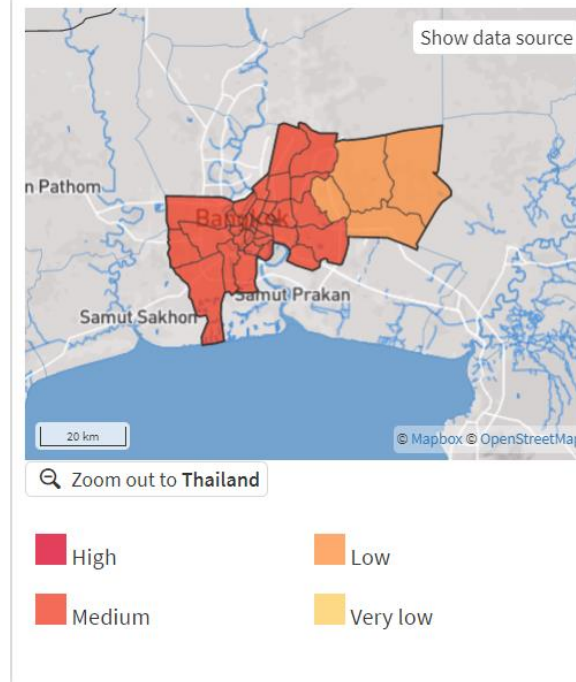 Show data source
n Pathom
Bangkok
Samut Prakan
Samut Sakhon
20 km
© Mapbox © OpenStreetMap
Zoom out to Thailand
High
Low
Medium
Very low